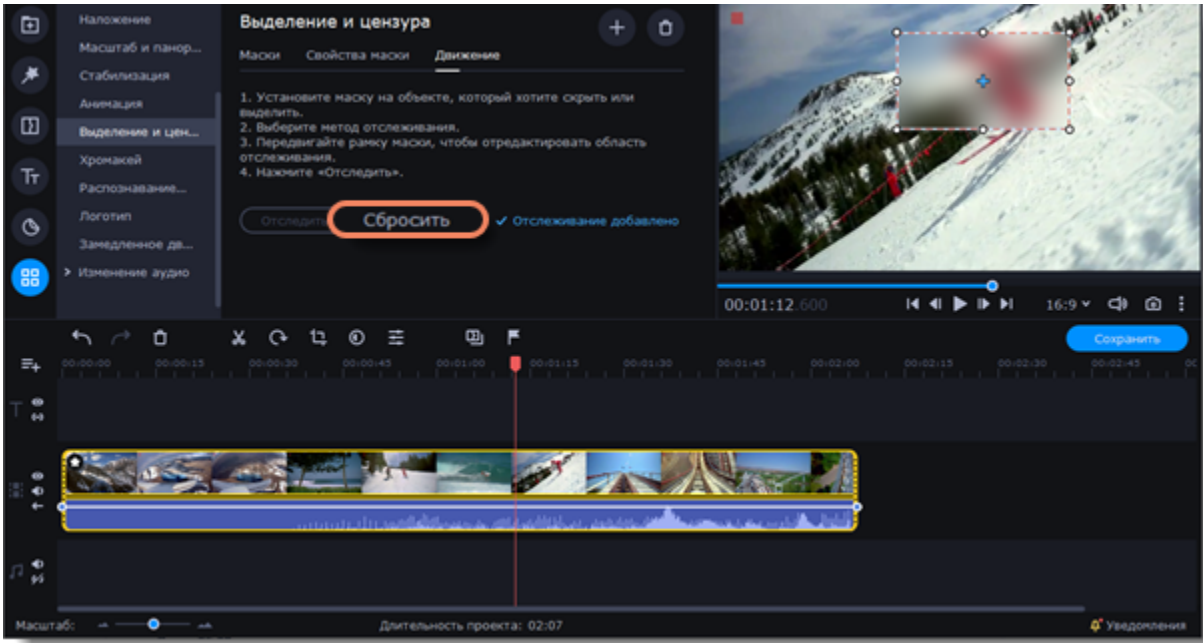 Наложение
Масштаб и панор...
Стабилизация
Анимация
Выделение и цен...
Хромакей
Распознавание...
Логотип
Замедленное дв...
Изменение аудио
Выделение и цензура
Маски Свойства маски Движение
1. Установите маску на объекте, который хотите скрыть или
выделить.
2. Выберите метод отслеживания.
3. Передвигайте рамку маски, чтобы отредактировать область
отслеживания.
4. Нажмите «Отследить».
Отследить Сбросить Отслеживание добавлено
00:01:12.600 16:9
Сохранить
00:00:00 00:00:15 00:00:30 00:00:45 00:01:00 00:01:15 00:01:30 00:01:45 00:02:00 00:02:15 00:02:30 00:02:45
Масштаб: Длительность проекта: 02:07 Уведомления